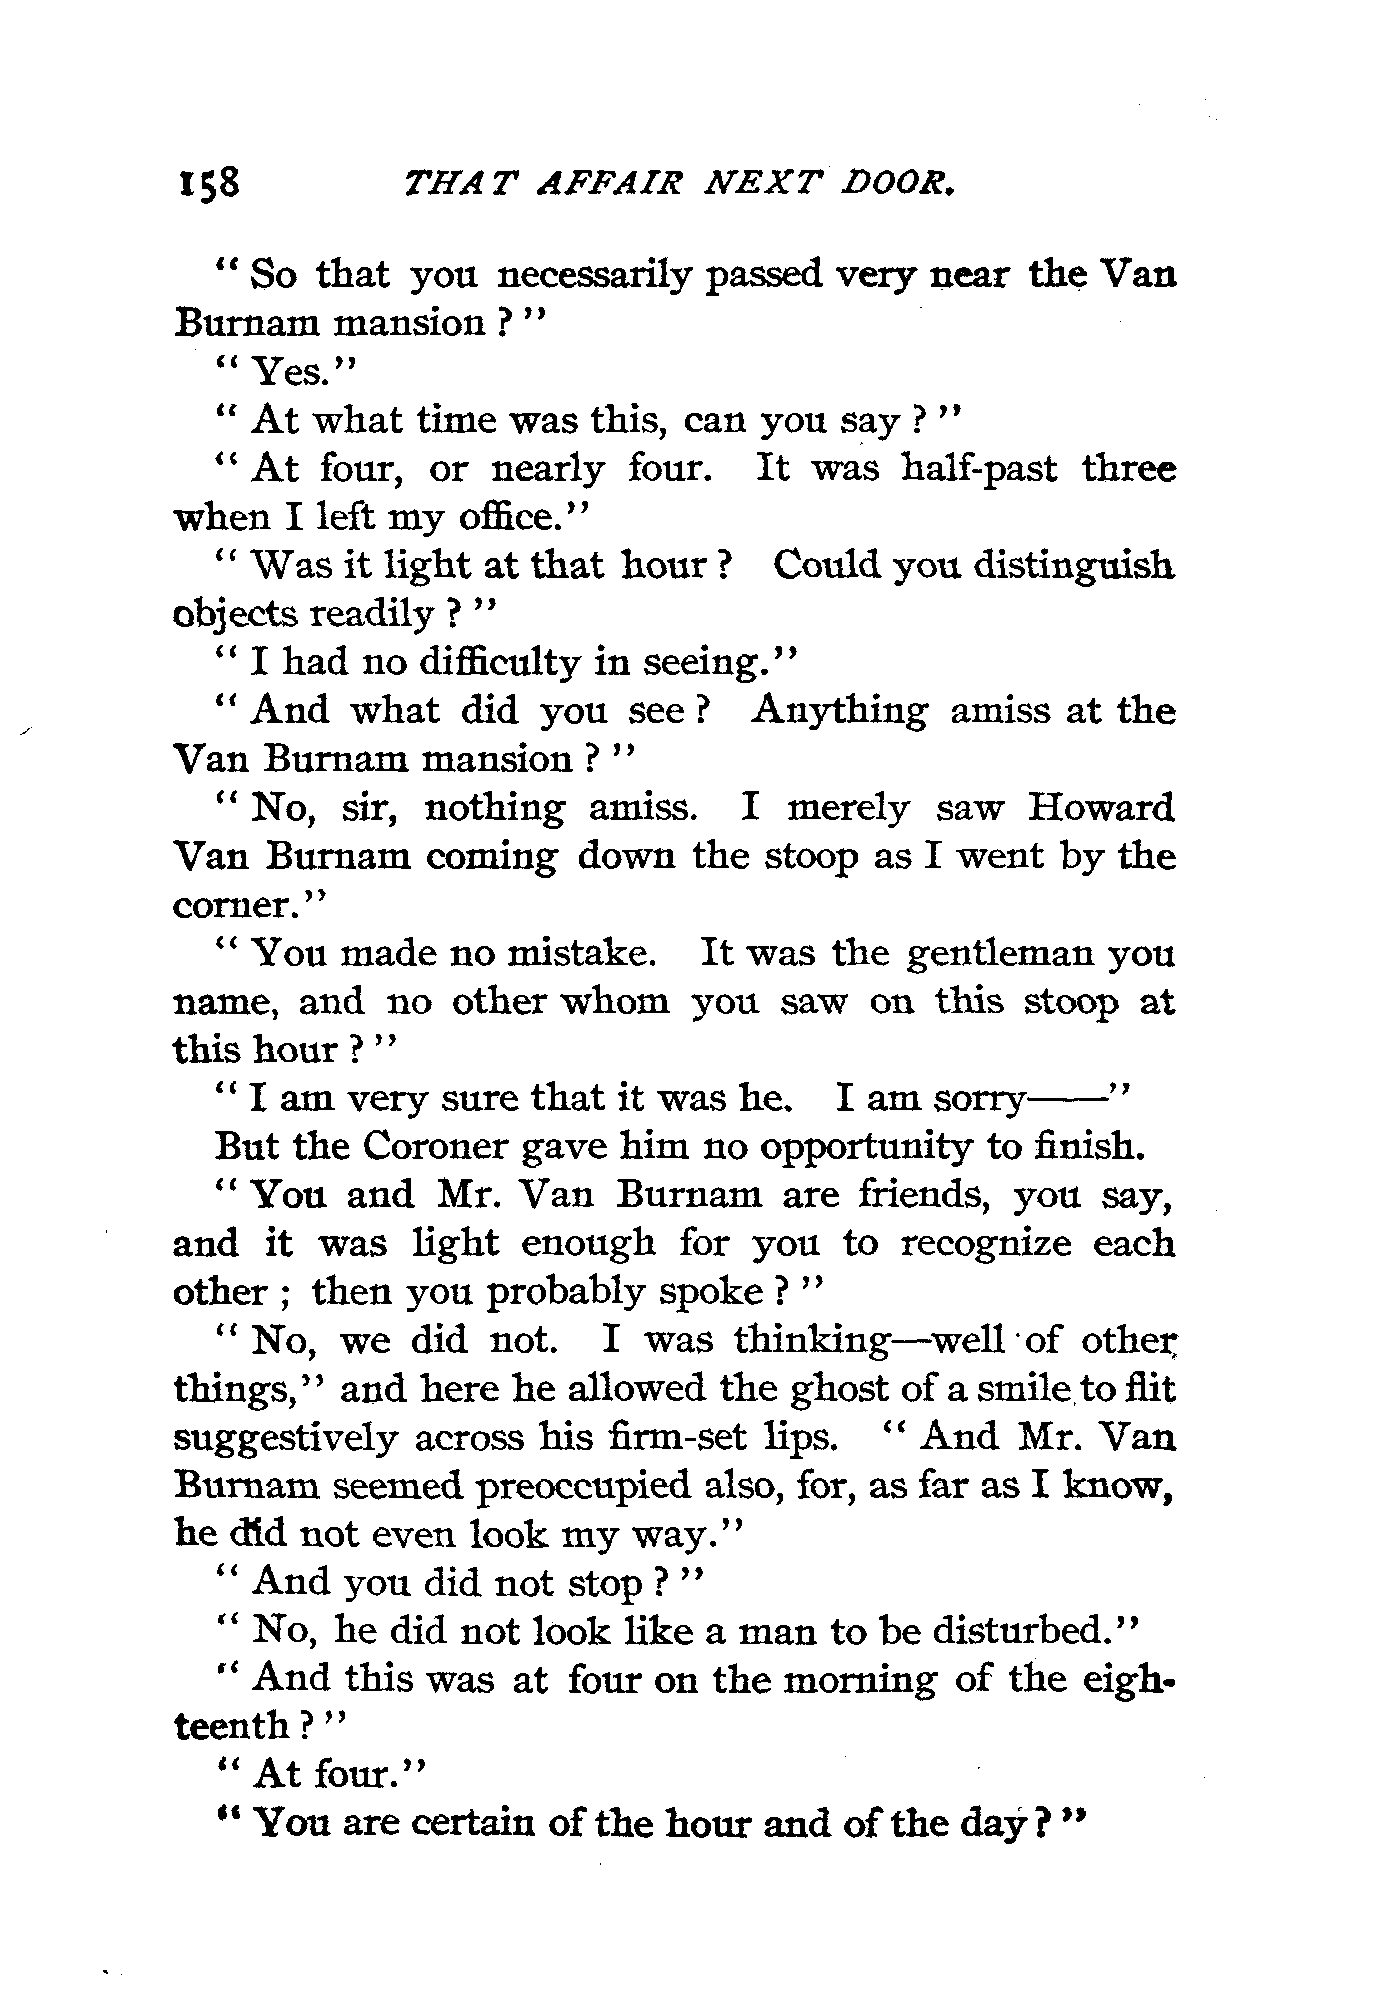 158 THAT AFFAIR NEXT DOOR.
" So that you necessarily passed very near the Van
Burnam mansion ? "
" Yes."
" At what time was this, can you say ? "
" At four, or nearly four. It was half-past three
when I left my office."
" Was it light at that hour ? Could you distinguish
objects readily ? "
" I had no difficulty in seeing."
" And what did you see ? Anything amiss at the
Van Burnam mansion ? "
" No, sir, nothing amiss. I merely saw Howard
Van Burnam coming down the stoop as I went by the
corner."
" You made no mistake. It was the gentleman you
name, and no other whom you saw on this stoop at
this hour ? "
" I am very sure that it was he. I am sorry——"
But the Coroner gave him no opportunity to finish.
" You and Mr. Van Burnam are friends, you say,
and it was light enough for you to recognize each
other ; then you probably spoke ? "
" No, we did not. I was thinking—well of other
things," and here he allowed the ghost of a smile to flit
suggestively across his firm-set lips. " And Mr. Van
Burnam seemed preoccupied also, for, as far as I know,
he did not even look my way."
" And you did not stop ? "
" No, he did not look like a man to be disturbed."
" And this was at four on the morning of the eigh-
teenth ? "
" At four."
" You are certain of the hour and of the day ? "